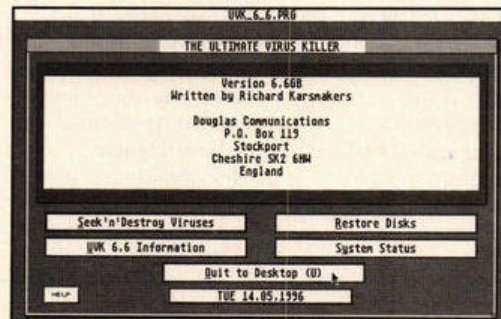 UVK_6_6.PRG
THE ULTIMATE VIRUS KILLER
Version 6.6GB
Written by Richard Karsmakers
Douglas Communications
P.O. Box 119
Stockport
Cheshire SK2 6HW
England
Seek'n'Destroy Viruses
Restore Disks
UVK 6.6 Information
System Status
Quit to Desktop (U)
HELP
TUE 14.05.1996